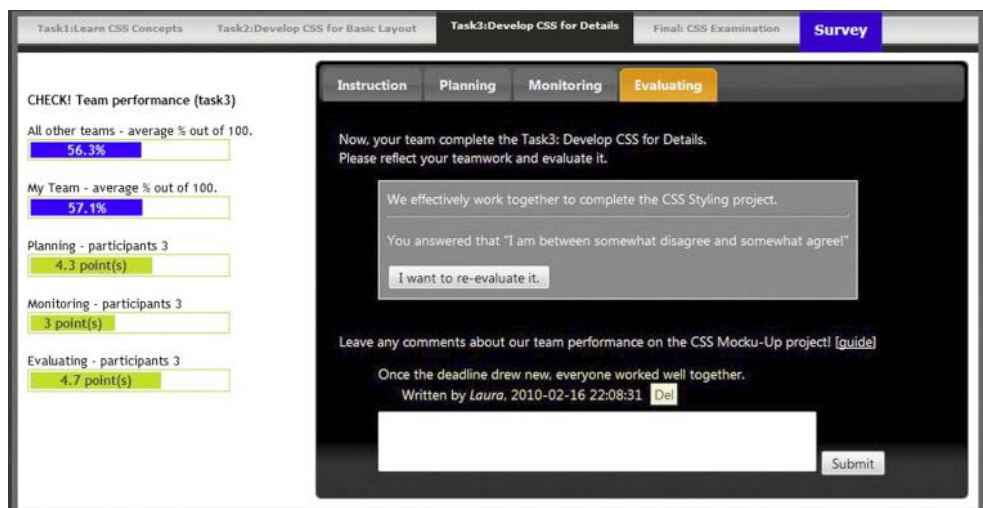 Task1:Learn CSS Concepts
Task2:Develop CSS for Basic Layout
Task3:Develop CSS for Details
Final: CSS Examination
Survey
CHECK! Team performance (task3)
All other teams - average % out of 100.
56.3%
My Team - average % out of 100.
57.1%
Planning - participants 3
4.3 point(s)
Monitoring - participants 3
3 point(s)
Evaluating - participants 3
4.7 point(s)
Instruction
Planning
Monitoring
Evaluating
Now, your team complete the Task3: Develop CSS for Details.
Please reflect your teamwork and evaluate it.
We effectively work together to complete the CSS Styling project.
You answered that "I am between somewhat disagree and somewhat agree!"
I want to re-evaluate it.
Leave any comments about our team performance on the CSS Mocku-Up project! [guide]
Once the deadline drew new, everyone worked well together.
Written by Laura, 2010-02-16 22:08:31 Del
Submit